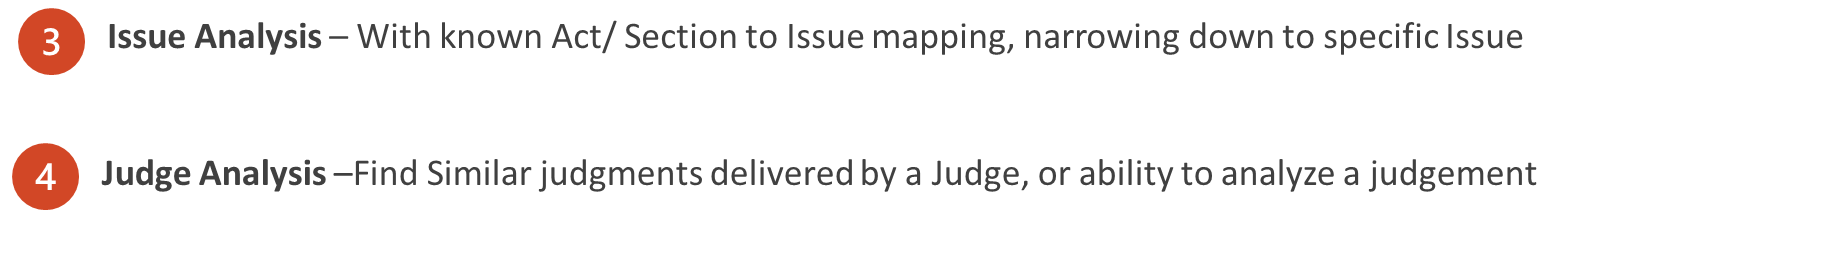 3 Issue Analysis – With known Act/ Section to Issue mapping, narrowing down to specific Issue
4 Judge Analysis –Find Similar judgments delivered by a Judge, or ability to analyze a judgement